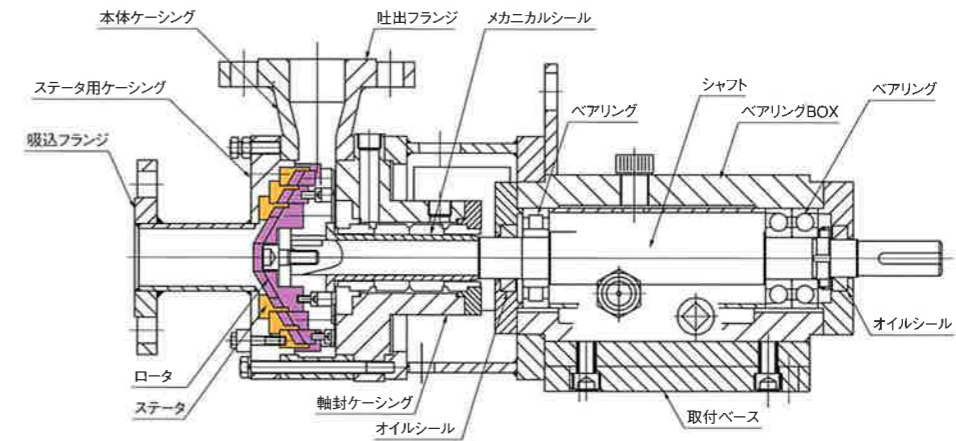 本体ケーシング
吐出フランジ
メカニカルシール
ステータ用ケーシング
シャフト
ベアリング
ベアリング
ベアリングBOX
吸込フランジ
オイルシール
ロータ
ステータ
軸封ケーシング
取付ベース
オイルシール